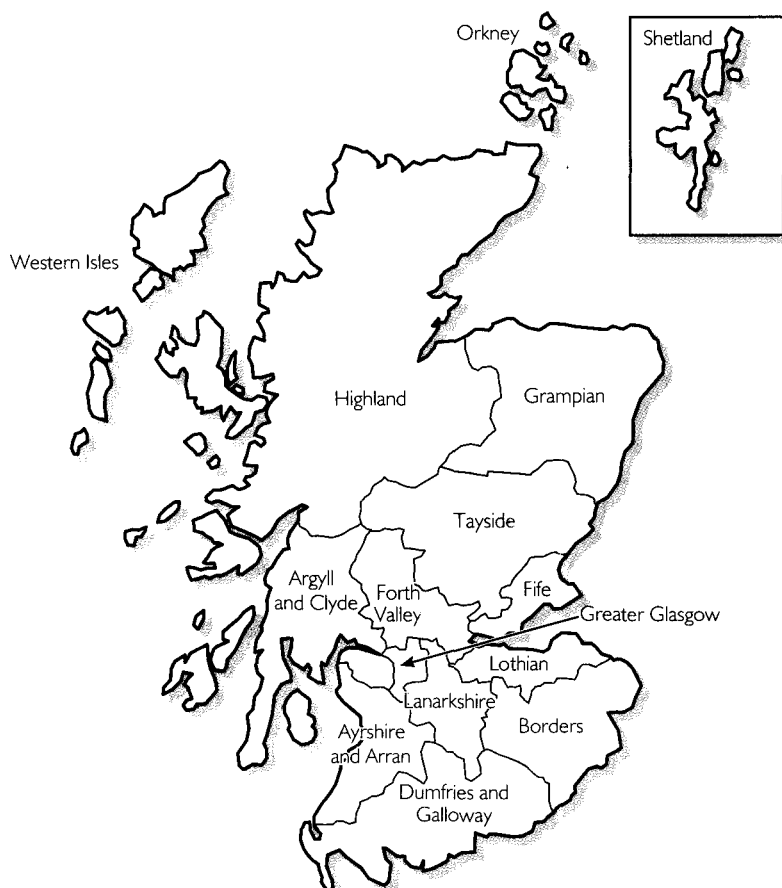 Orkney
Shetland
Western Isles
Highland
Grampian
Tayside
Argyll
and Clyde
Forth
Valley
Fife
Greater Glasgow
Lothian
Lanarkshire
Ayrshire
and Arran
Borders
Dumfries and
Galloway